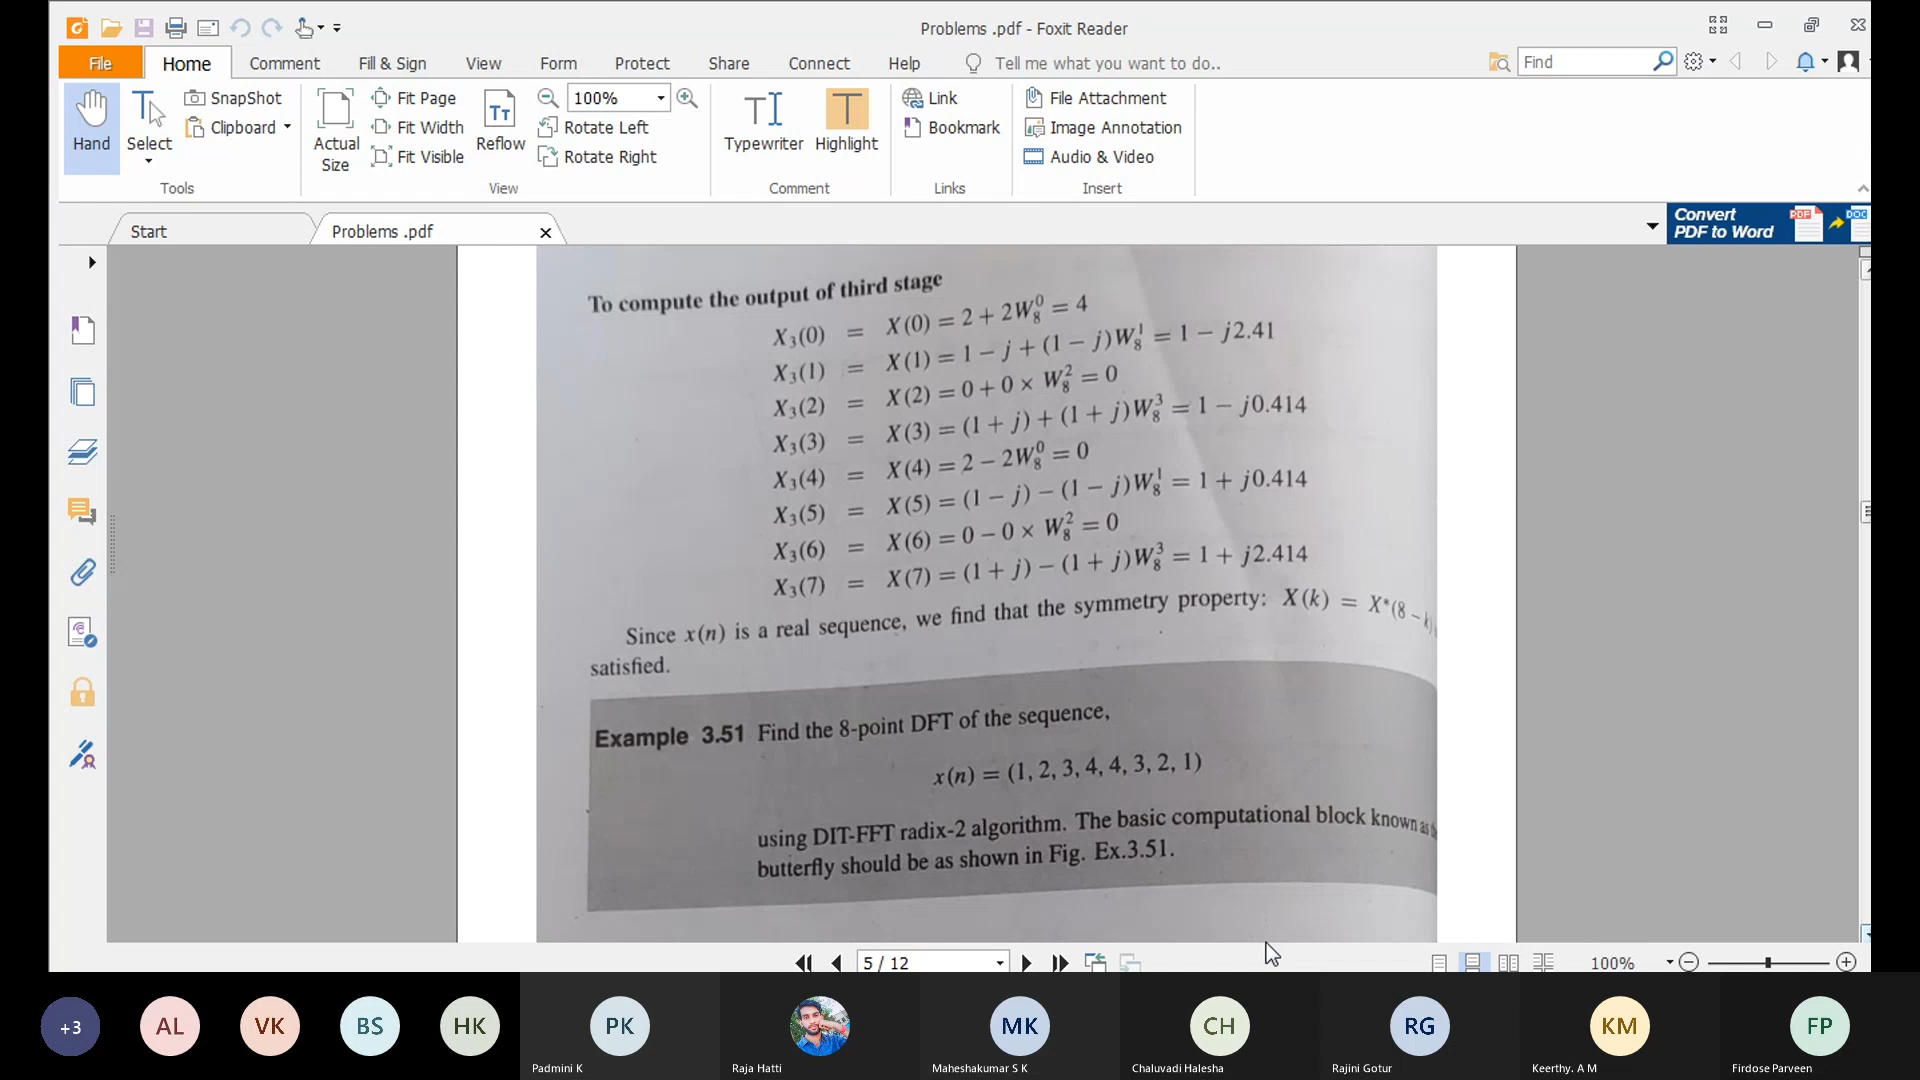 Problems .pdf - Foxit Reader
File Home Comment Fill & Sign View Form Protect Share Connect Help Tell me what you want to do.. Find
Hand
Select
SnapShot
Clipboard
Tools
Actual Size
Fit Page
Fit Width
Fit Visible
Reflow
100%
Rotate Left
Rotate Right
View
Typewriter
Highlight
Comment
Link
Bookmark
Links
File Attachment
Image Annotation
Audio & Video
Insert
Start
Problems .pdf
Convert
PDF to Word
PDF
DOC
To compute the output of third stage
X₃(0) = X(0) = 2 + 2W₈⁰ = 4
X₃(1) = X(1) = 1 − j + (1 − j)W₈¹ = 1 − j2.41
X₃(2) = X(2) = 0 + 0 × W₈² = 0
X₃(3) = X(3) = (1 + j) + (1 + j)W₈³ = 1 − j0.414
X₃(4) = X(4) = 2 − 2W₈⁰ = 0
X₃(5) = X(5) = (1 − j) − (1 − j)W₈¹ = 1 + j0.414
X₃(6) = X(6) = 0 − 0 × W₈² = 0
X₃(7) = X(7) = (1 + j) − (1 + j)W₈³ = 1 + j2.414
Since x(n) is a real sequence, we find that the symmetry property: X(k) = X*(8 − k)
satisfied.
Example 3.51 Find the 8-point DFT of the sequence,
x(n) = (1, 2, 3, 4, 4, 3, 2, 1)
using DIT-FFT radix-2 algorithm. The basic computational block known as
butterfly should be as shown in Fig. Ex.3.51.
5 / 12
100%
+3 AL VK BS HK PK MK CH RG KM FP
Padmini K Raja Hatti Maheshakumar S K Chaluvadi Halesha Rajini Gotur Keerthy. A M Firdose Parveen